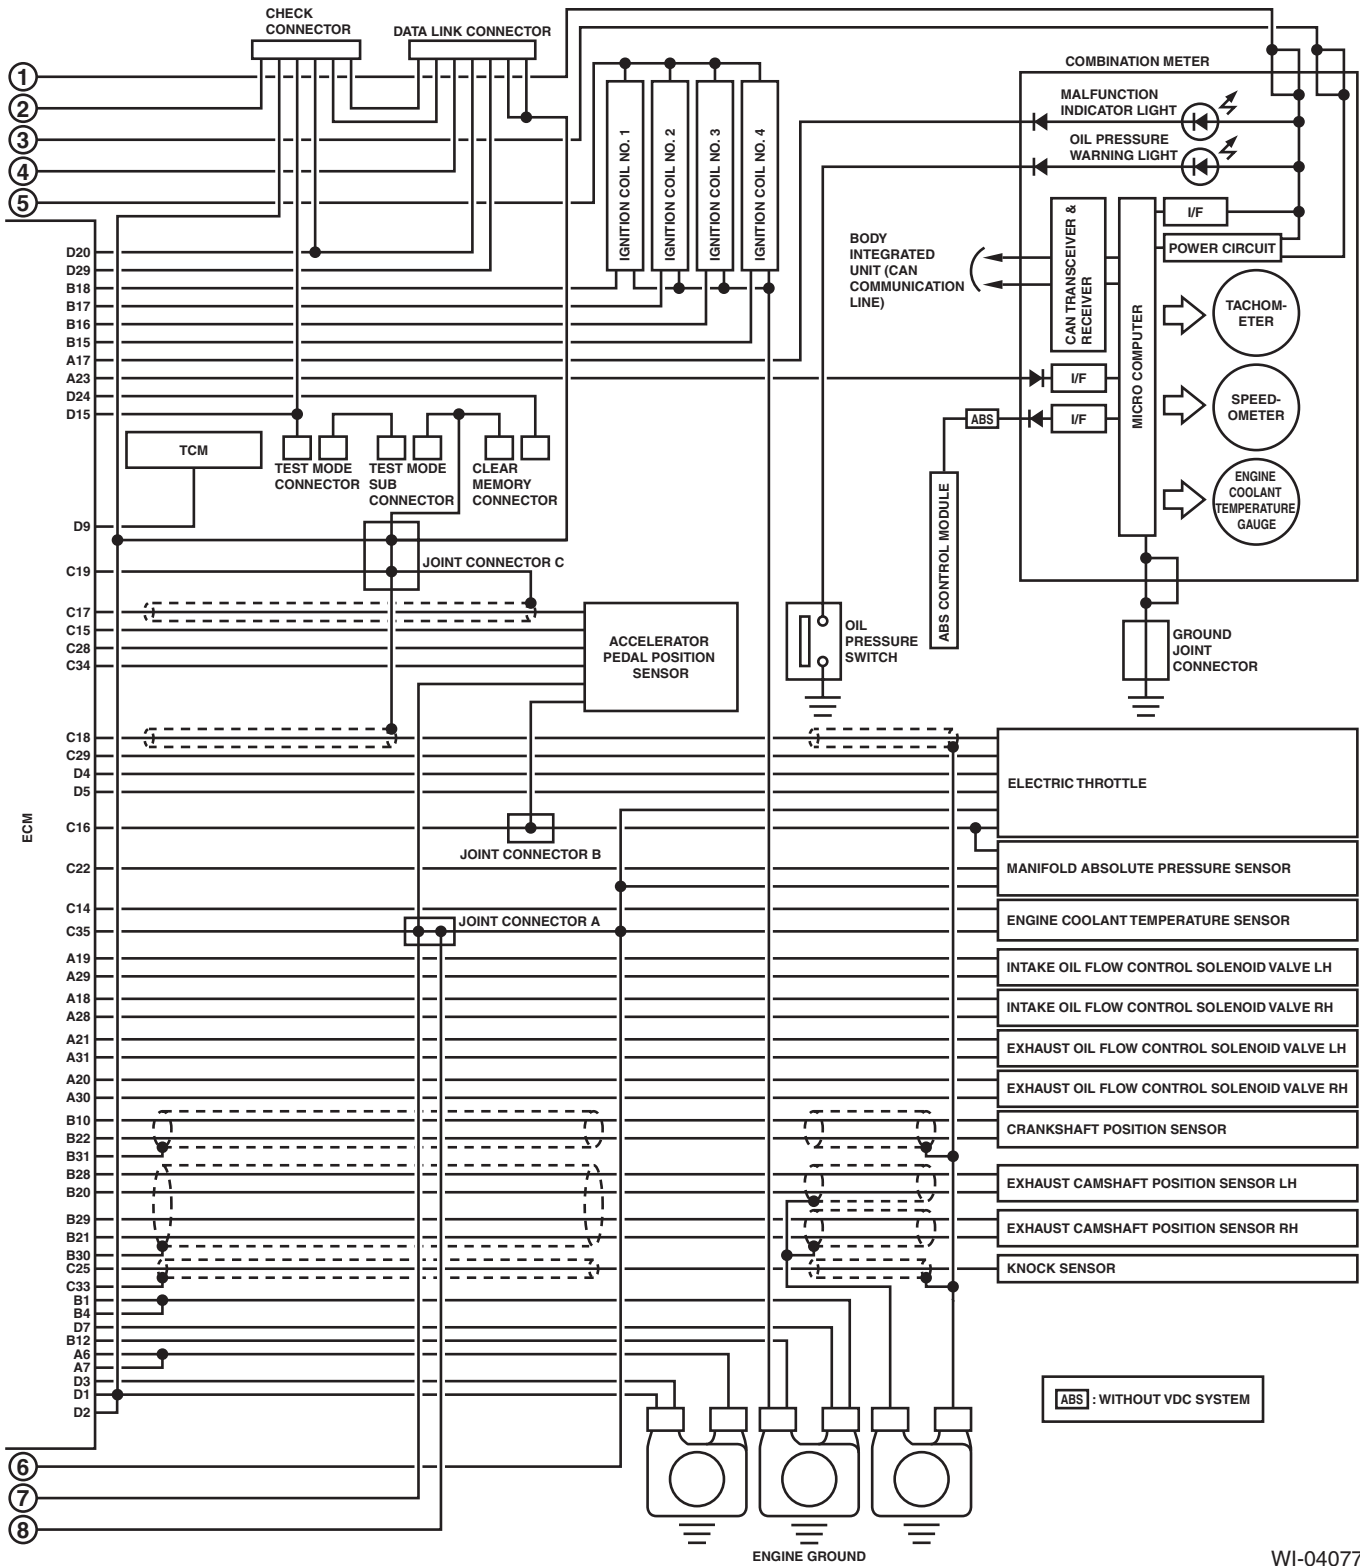 CHECK
CONNECTOR
DATA LINK CONNECTOR
1
2
3
4
5
COMBINATION METER
MALFUNCTION
INDICATOR LIGHT
OIL PRESSURE
WARNING LIGHT
IGNITION COIL NO. 1
IGNITION COIL NO. 2
IGNITION COIL NO. 3
IGNITION COIL NO. 4
BODY
INTEGRATED
UNIT (CAN
COMMUNICATION
LINE)
CAN TRANSCEIVER &
RECEIVER
MICRO COMPUTER
I/F
POWER CIRCUIT
TACHOM-
ETER
I/F
ABS
I/F
SPEED-
OMETER
ENGINE
COOLANT
TEMPERATURE
GAUGE
D20
D29
B18
B17
B16
B15
A17
A23
D24
D15
TCM
TEST MODE
CONNECTOR
TEST MODE
SUB
CONNECTOR
CLEAR
MEMORY
CONNECTOR
D9
JOINT CONNECTOR C
ABS CONTROL MODULE
C19
C17
C15
C28
C34
ACCELERATOR
PEDAL POSITION
SENSOR
OIL
PRESSURE
SWITCH
GROUND
JOINT
CONNECTOR
ECM
C18
C29
D4
D5
C16
ELECTRIC THROTTLE
JOINT CONNECTOR B
C22
MANIFOLD ABSOLUTE PRESSURE SENSOR
C14
C35
JOINT CONNECTOR A
ENGINE COOLANT TEMPERATURE SENSOR
A19
A29
INTAKE OIL FLOW CONTROL SOLENOID VALVE LH
A18
A28
INTAKE OIL FLOW CONTROL SOLENOID VALVE RH
A21
A31
EXHAUST OIL FLOW CONTROL SOLENOID VALVE LH
A20
A30
EXHAUST OIL FLOW CONTROL SOLENOID VALVE RH
B10
B22
B31
CRANKSHAFT POSITION SENSOR
B28
B20
EXHAUST CAMSHAFT POSITION SENSOR LH
B29
B21
B30
EXHAUST CAMSHAFT POSITION SENSOR RH
C25
C33
KNOCK SENSOR
B1
B4
D7
B12
A6
A7
D3
D1
D2
ABS : WITHOUT VDC SYSTEM
6
7
8
ENGINE GROUND
WI-04077